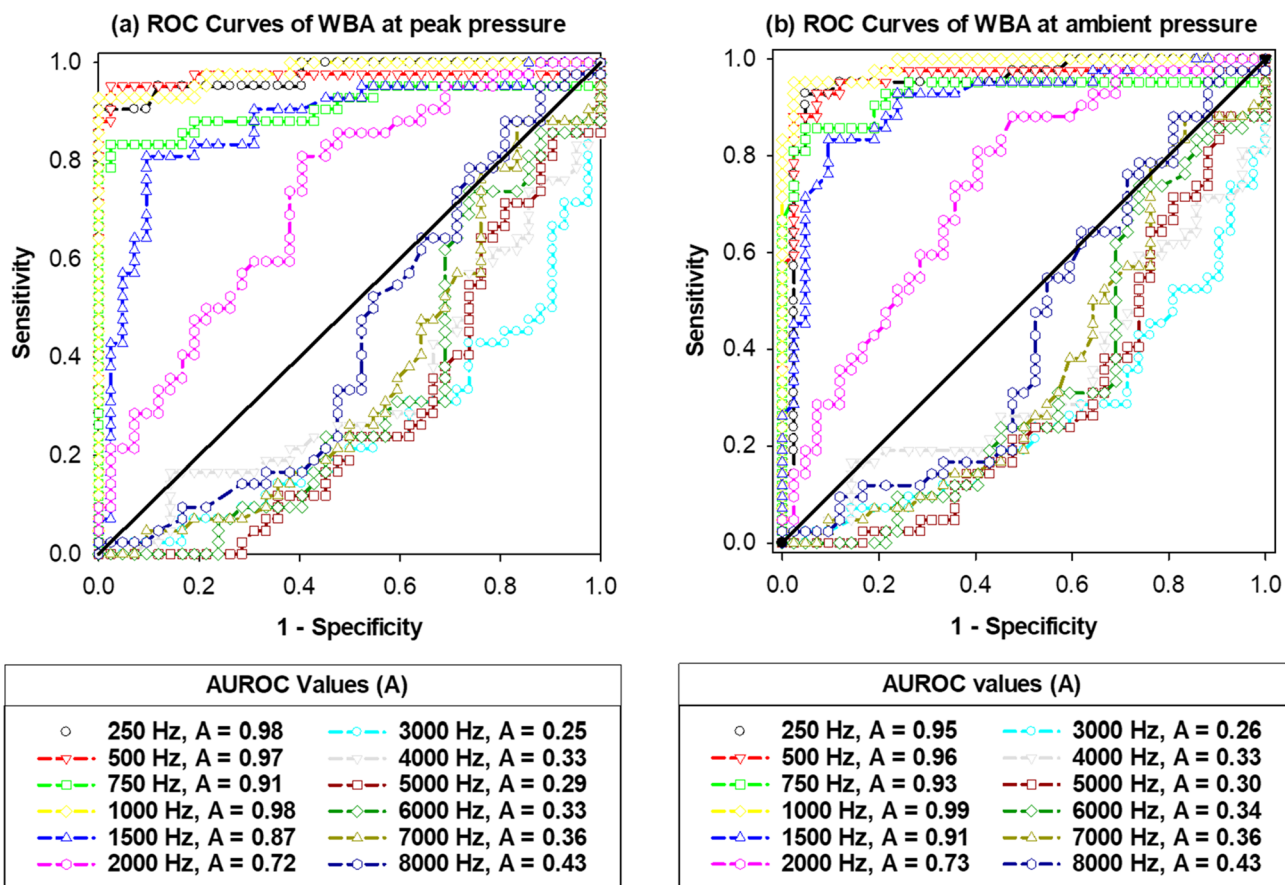 (a) ROC Curves of WBA at peak pressure
1.0
0.8
0.6
0.4
0.2
0.0
Sensitivity
0.0 0.2 0.4 0.6 0.8 1.0
1 - Specificity
AUROC Values (A)
250 Hz, A = 0.98 3000 Hz, A = 0.25
500 Hz, A = 0.97 4000 Hz, A = 0.33
750 Hz, A = 0.91 5000 Hz, A = 0.29
1000 Hz, A = 0.98 6000 Hz, A = 0.33
1500 Hz, A = 0.87 7000 Hz, A = 0.36
2000 Hz, A = 0.72 8000 Hz, A = 0.43
(b) ROC Curves of WBA at ambient pressure
1.0
0.8
0.6
0.4
0.2
0.0
Sensitivity
0.0 0.2 0.4 0.6 0.8 1.0
1 - Specificity
AUROC values (A)
250 Hz, A = 0.95 3000 Hz, A = 0.26
500 Hz, A = 0.96 4000 Hz, A = 0.33
750 Hz, A = 0.93 5000 Hz, A = 0.30
1000 Hz, A = 0.99 6000 Hz, A = 0.34
1500 Hz, A = 0.91 7000 Hz, A = 0.36
2000 Hz, A = 0.73 8000 Hz, A = 0.43